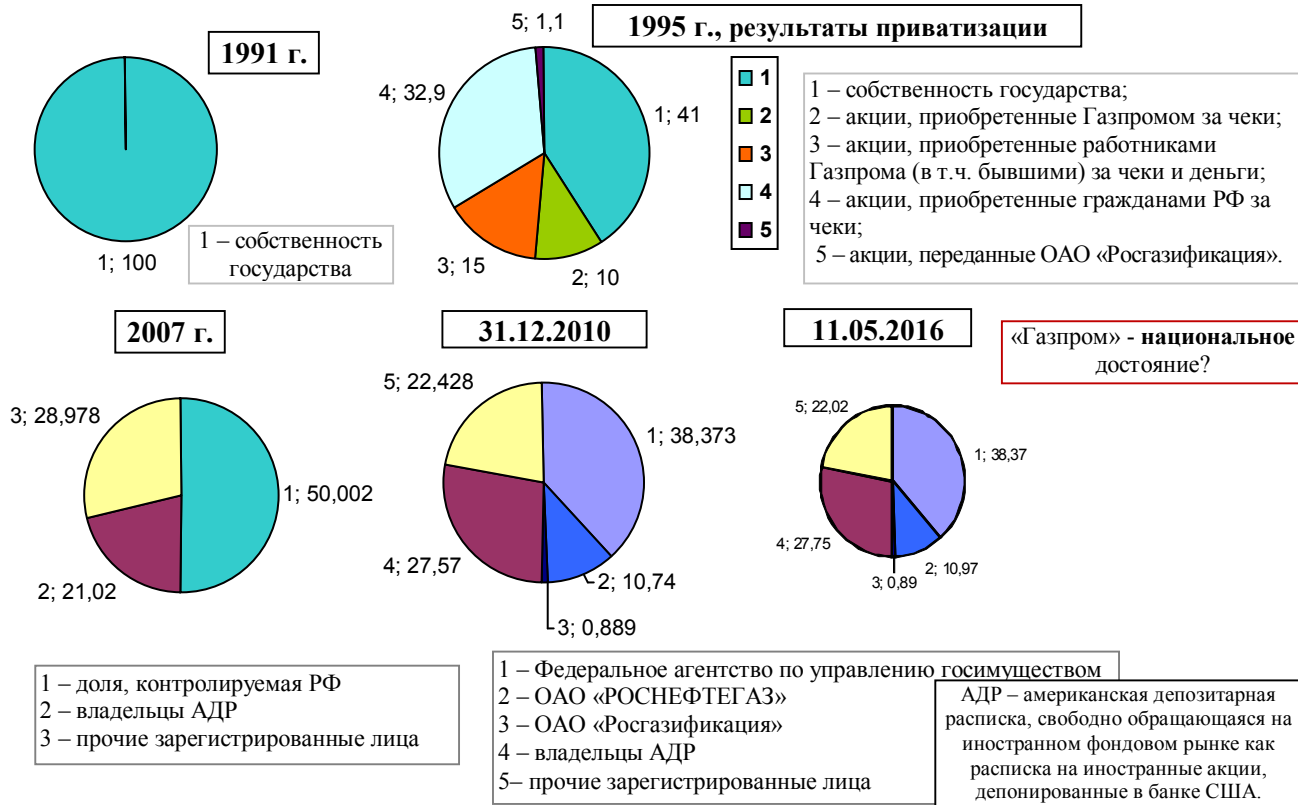 1991 г.
1; 100
1 – собственность
государства
1995 г., результаты приватизации
5; 1,1
4; 32,9
1; 41
3; 15
2; 10
1
2
3
4
5
1 – собственность государства;
2 – акции, приобретенные Газпромом за чеки;
3 – акции, приобретенные работниками
Газпрома (в т.ч. бывшими) за чеки и деньги;
4 – акции, приобретенные гражданами РФ за
чеки;
5 – акции, переданные ОАО «Росгазификация».
2007 г.
3; 28,978
1; 50,002
2; 21,02
31.12.2010
5; 22,428
1; 38,373
4; 27,57
2; 10,74
3; 0,889
11.05.2016
5; 22,02
1; 38,37
4; 27,75
2; 10,97
3; 0,89
«Газпром» - национальное
достояние?
1 – доля, контролируемая РФ
2 – владельцы АДР
3 – прочие зарегистрированные лица
1 – Федеральное агентство по управлению госимуществом
2 – ОАО «РОСНЕФТЕГАЗ»
3 – ОАО «Росгазификация»
4 – владельцы АДР
5– прочие зарегистрированные лица
АДР – американская депозитарная
расписка, свободно обращающаяся на
иностранном фондовом рынке как
расписка на иностранные акции,
депонированные в банке США.